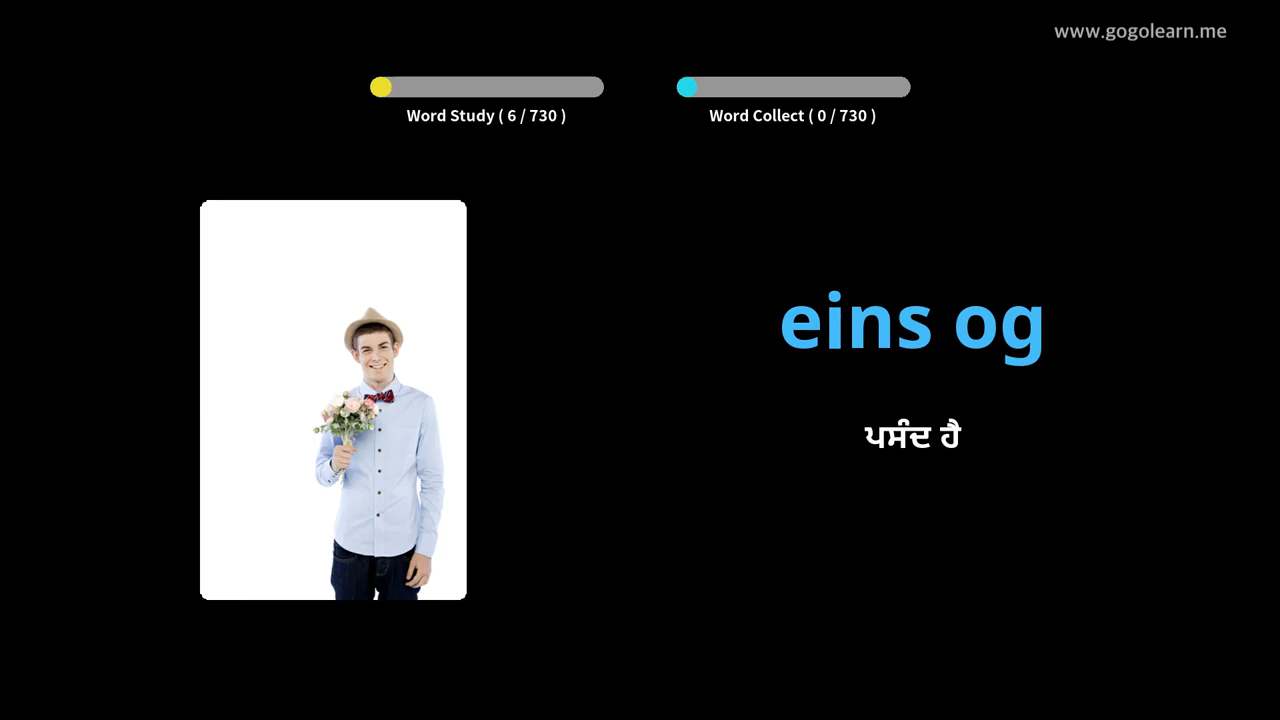 www.gogolearn.me
Word Study ( 6 / 730 )
Word Collect ( 0 / 730 )
eins og
ਪਸੰਦ ਹੈ